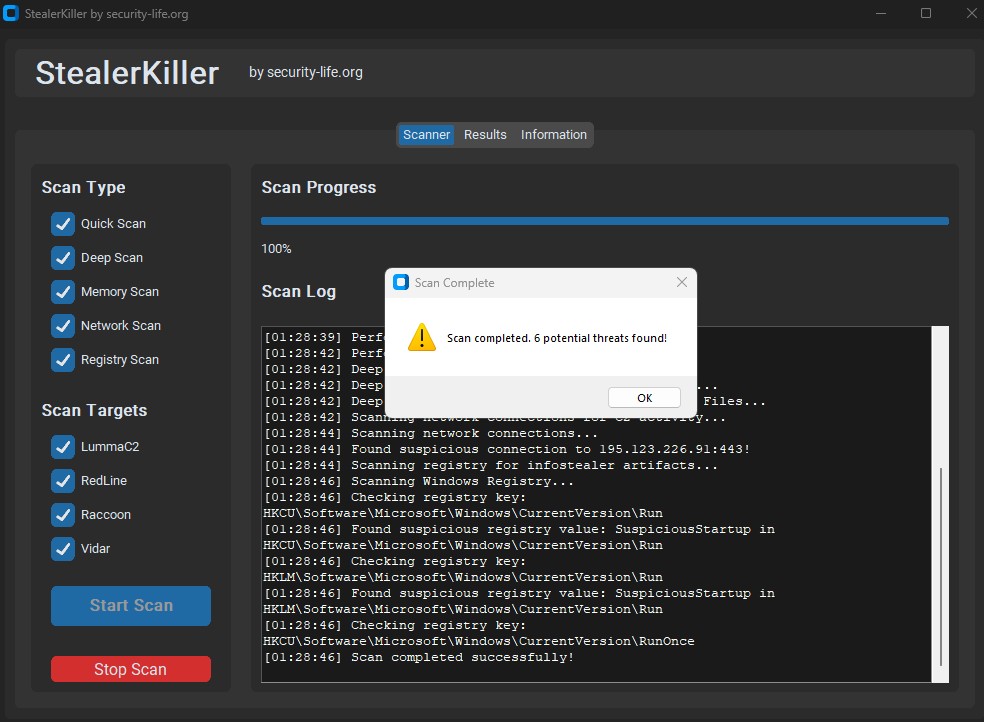 StealerKiller by security-life.org
StealerKiller by security-life.org
Scanner Results Information
Scan Type
Quick Scan
Deep Scan
Memory Scan
Network Scan
Registry Scan
Scan Targets
LummaC2
RedLine
Raccoon
Vidar
Start Scan
Stop Scan
Scan Progress
100%
Scan Log
Scan Complete
Scan completed. 6 potential threats found!
OK
[01:28:39] Perfo
[01:28:42] Perfo
[01:28:42] Deep
[01:28:42] Deep ...
[01:28:42] Deep Files...
[01:28:42] Scanning network connections for C2 activity...
[01:28:44] Scanning network connections...
[01:28:44] Found suspicious connection to 195.123.226.91:443!
[01:28:44] Scanning registry for infostealer artifacts...
[01:28:46] Scanning Windows Registry...
[01:28:46] Checking registry key:
HKCU\Software\Microsoft\Windows\CurrentVersion\Run
[01:28:46] Found suspicious registry value: SuspiciousStartup in
HKCU\Software\Microsoft\Windows\CurrentVersion\Run
[01:28:46] Checking registry key:
HKLM\Software\Microsoft\Windows\CurrentVersion\Run
[01:28:46] Found suspicious registry value: SuspiciousStartup in
HKLM\Software\Microsoft\Windows\CurrentVersion\Run
[01:28:46] Checking registry key:
HKCU\Software\Microsoft\Windows\CurrentVersion\RunOnce
[01:28:46] Scan completed successfully!